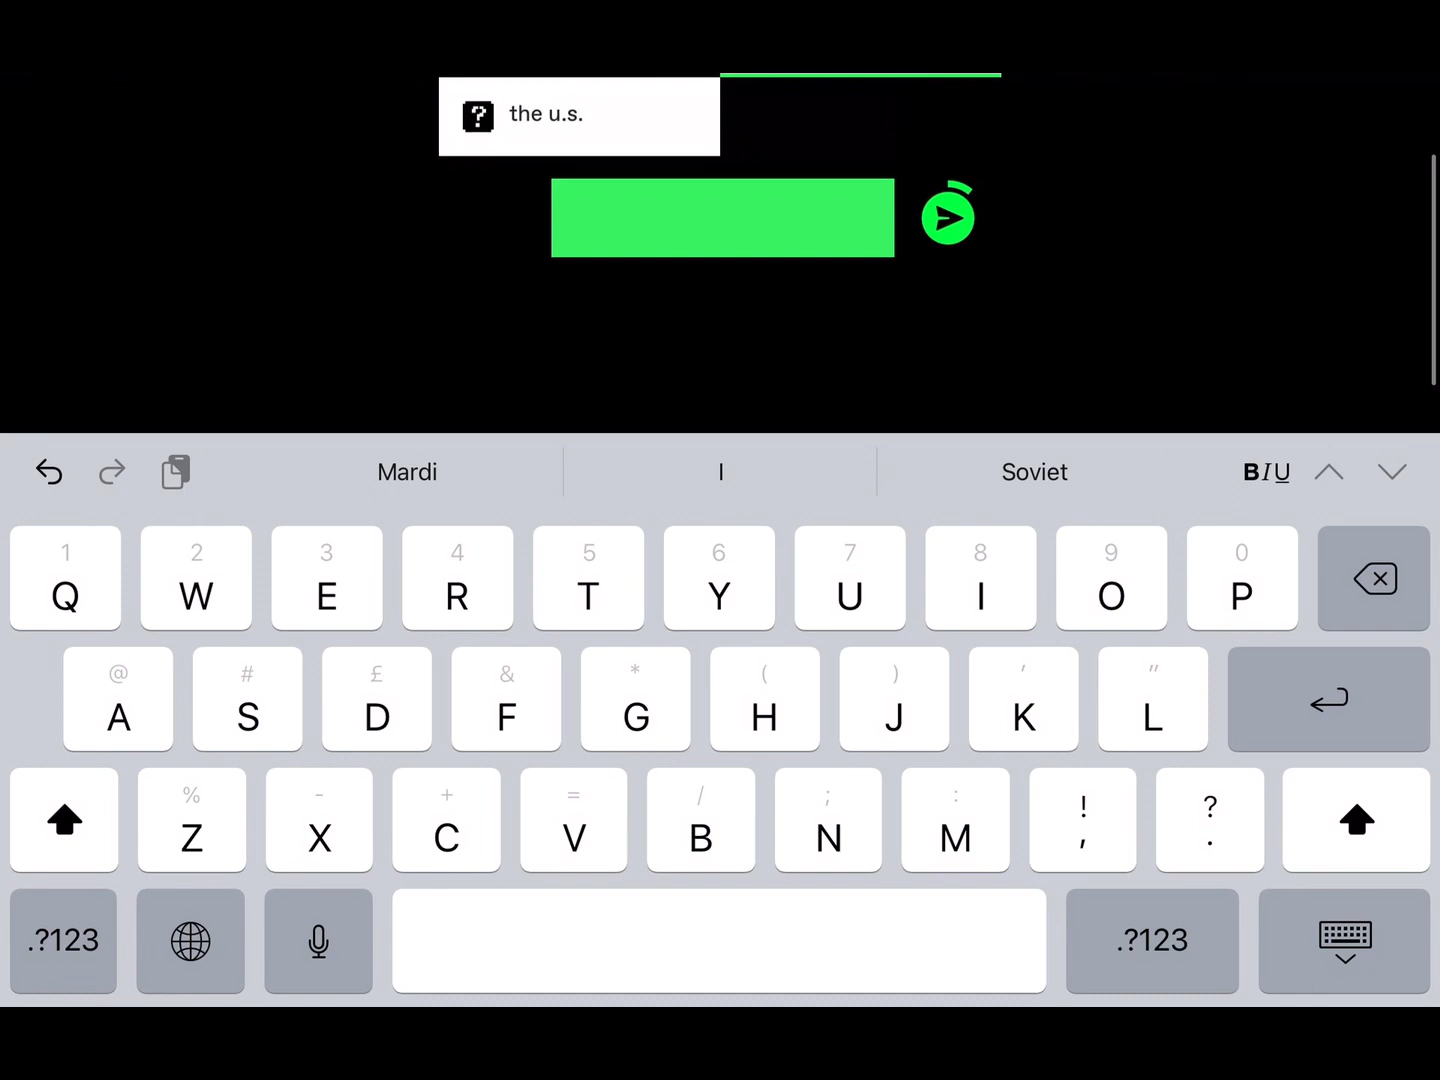 ? the u.s.
Mardi I Soviet BIU
1 2 3 4 5 6 7 8 9 0
Q W E R T Y U I O P
@ # £ & * ( ) ' "
A S D F G H J K L
% - + = / ; : ! ?
Z X C V B N M , .
.?123 .?123